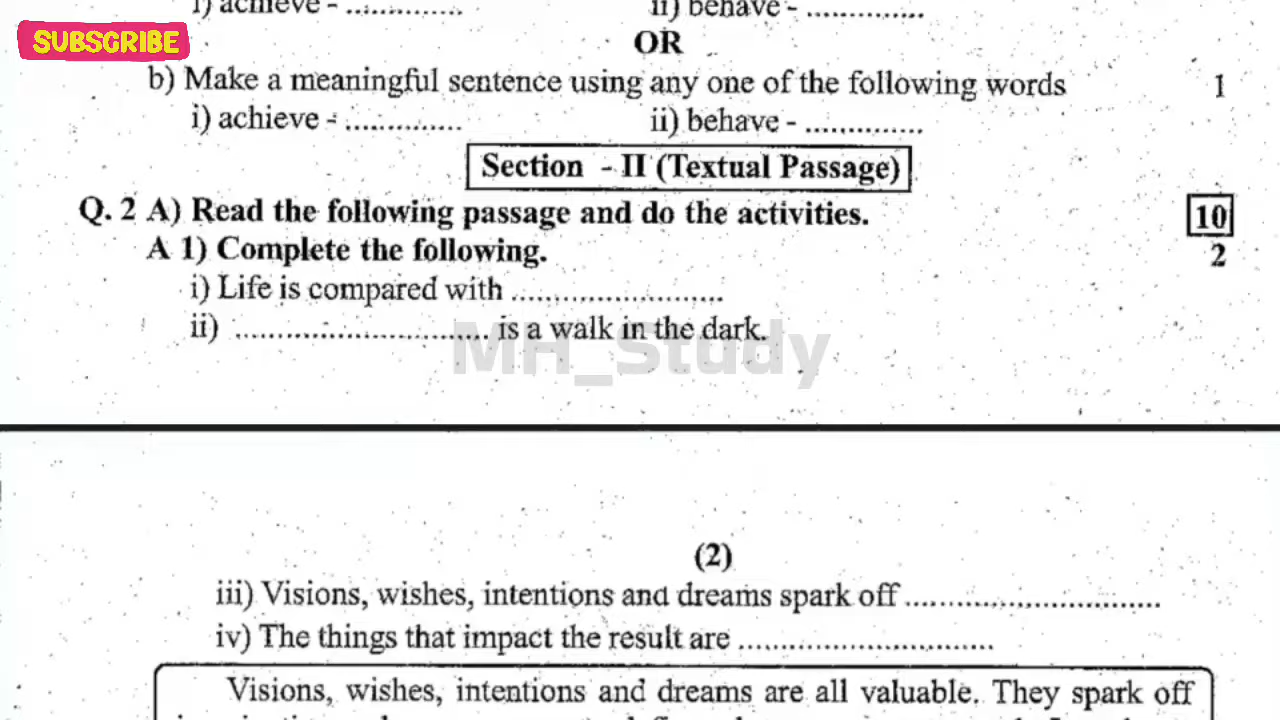 SUBSCRIBE
i) achieve - .............. ii) behave - ..............
OR
b) Make a meaningful sentence using any one of the following words 1
i) achieve - .............. ii) behave - ..............
Section - II (Textual Passage)
Q. 2 A) Read the following passage and do the activities. 10
A 1) Complete the following. 2
i) Life is compared with .........................
ii) .............................. is a walk in the dark.
MH_Study
(2)
iii) Visions, wishes, intentions and dreams spark off ..............................
iv) The things that impact the result are ..............................
Visions, wishes, intentions and dreams are all valuable. They spark off